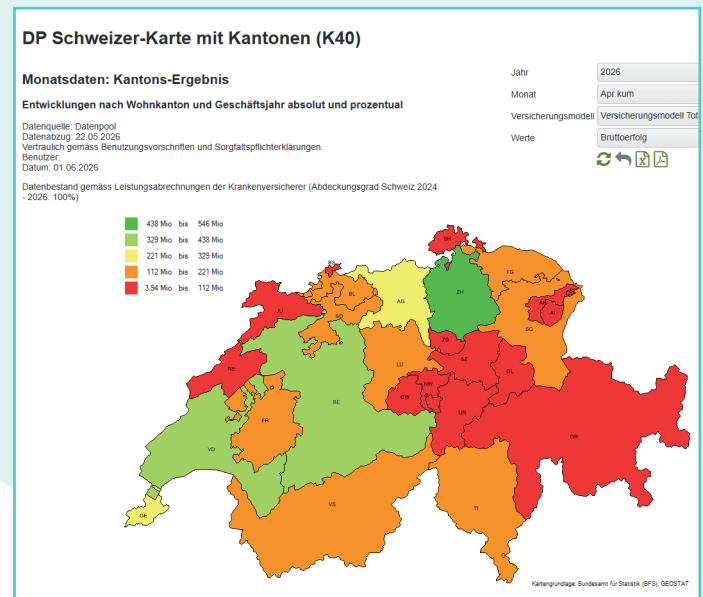 DP Schweizer-Karte mit Kantonen (K40)
Monatsdaten: Kantons-Ergebnis
Entwicklungen nach Wohnkanton und Geschäftsjahr absolut und prozentual
Datenquelle: Datenpool
Datenabzug: 22.05.2026
Vertraulich gemäss Benutzungsvorschriften und Sorgfaltspflichterklärungen.
Benutzer:
Datum: 01.06.2026
Datenbestand gemäss Leistungsabrechnungen der Krankenversicherer (Abdeckungsgrad Schweiz 2024
- 2026: 100%)
Jahr 2026
Monat Apr kum
Versicherungsmodell Versicherungsmodell Tot
Werte Bruttoerfolg
438 Mio bis 546 Mio
329 Mio bis 438 Mio
221 Mio bis 329 Mio
112 Mio bis 221 Mio
3.94 Mio bis 112 Mio
SH
BS
TG
BL
AG
ZH
JU
SO
AR
AI
SG
ZG
SZ
NE
LU
GL
NW
OW
BE
UR
FR
GR
VD
VS
TI
GE
Kartengrundlage: Bundesamt für Statistik (BFS), GEOSTAT